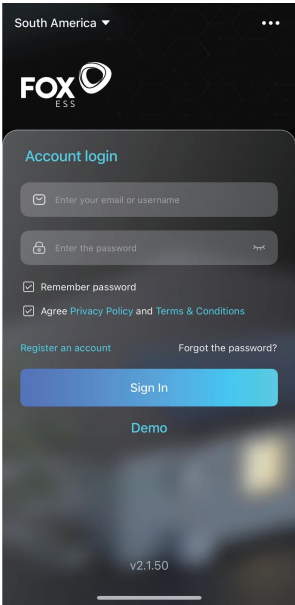 South America
FOX
ESS
Account login
Enter your email or username
Enter the password
Remember password
Agree Privacy Policy and Terms & Conditions
Register an account Forgot the password?
Sign In
Demo
v2.1.50